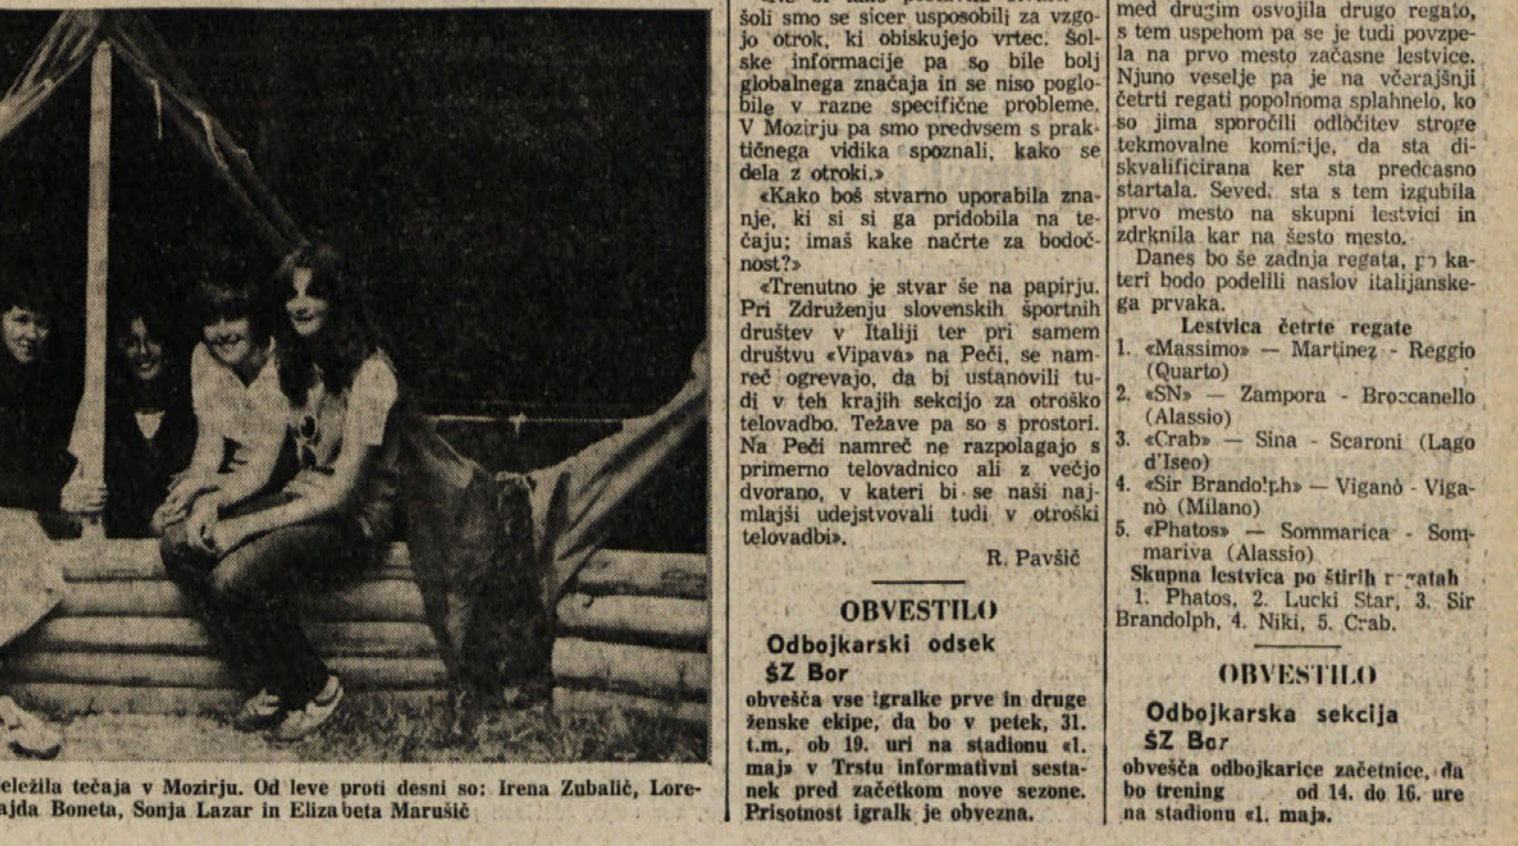 šoli smo se sicer usposobili za vzgo-
jo otrok, ki obiskujejo vrtec. Šol-
ske informacije pa so bile bolj
globalnega značaja in se niso poglo-
bile v razne specifične probleme.
V Mozirju pa smo predvsem s prak-
tičnega vidika spoznali, kako se
dela z otroki.»
«Kako boš stvarno uporabila zna-
nje, ki si si ga pridobila na te-
čaju; imaš kake načrte za bodoč-
nost?»
«Trenutno je stvar še na papirju.
Pri Združenju slovenskih športnih
društev v Italiji ter pri samem
društvu «Vipava» na Peči, se nam-
reč ogrevajo, da bi ustanovili tu-
di v teh krajih sekcijo za otroško
telovadbo. Težave pa so s prostori.
Na Peči namreč ne razpolagajo s
primerno telovadnico ali z večjo
dvorano, v kateri bi se naši naj-
mlajši udejstvovali tudi v otroški
telovadbi».
R. Pavšič
OBVESTILO
Odbojkarski odsek
ŠZ Bor
obvešča vse igralke prve in druge
ženske ekipe, da bo v petek, 31.
t.m., ob 19. uri na stadionu «1.
maj» v Trstu informativni sesta-
nek pred začetkom nove sezone.
Prisotnost igralk je obvezna.
med drugim osvojila drugo regato,
s tem uspehom pa se je tudi povzpe-
la na prvo mesto začasne lestvice.
Njuno veselje pa je na včerajšnji
četrti regati popolnoma splahnelo, ko
so jima sporočili odločitev stroge
tekmovalne komisije, da sta di-
skvalificirana ker sta predcasno
startala. Seved. sta s tem izgubila
prvo mesto na skupni lestvici in
zdrknila kar na šesto mesto.
Danes bo še zadnja regata, po ka-
teri bodo podelili naslov italijanske-
ga prvaka.
Lestvica četrte regate
1. «Massimo» — Martinez - Reggio
(Quarto)
2. «SN» — Zampora - Broccanello
(Alassio)
3. «Crab» — Sina - Scaroni (Lago
d'Iseo)
4. «Sir Brandolph» — Viganò - Viga-
nò (Milano)
5. «Phatos» — Sommarica - Som-
mariva (Alassio)
Skupna lestvica po štirih regatah
1. Phatos, 2. Lucki Star, 3. Sir
Brandolph, 4. Niki, 5. Crab.
OBVESTILO
Odbojkarska sekcija
ŠZ Bor
obvešča odbojkarice začetnice, da
bo trening od 14. do 16. ure
na stadionu «1. maj».
eležila tečaja v Mozirju. Od leve proti desni so: Irena Zubalič, Lore-
ajda Boneta, Sonja Lazar in Elizabeta Marušič